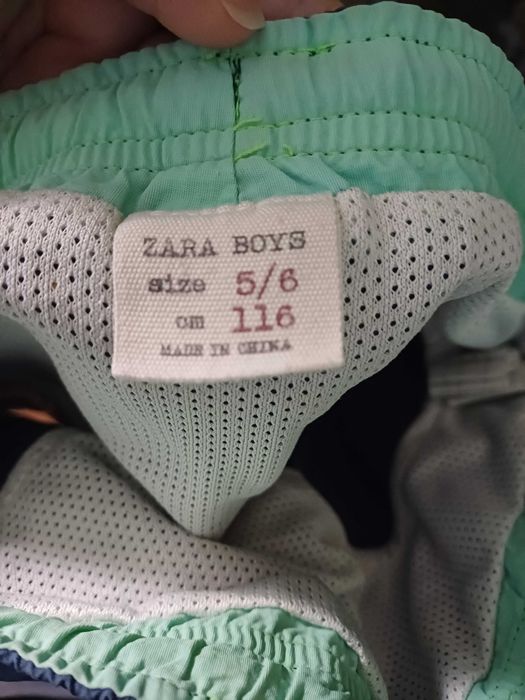 ZARA BOYS
size 5/6
cm 116
MADE IN CHINA